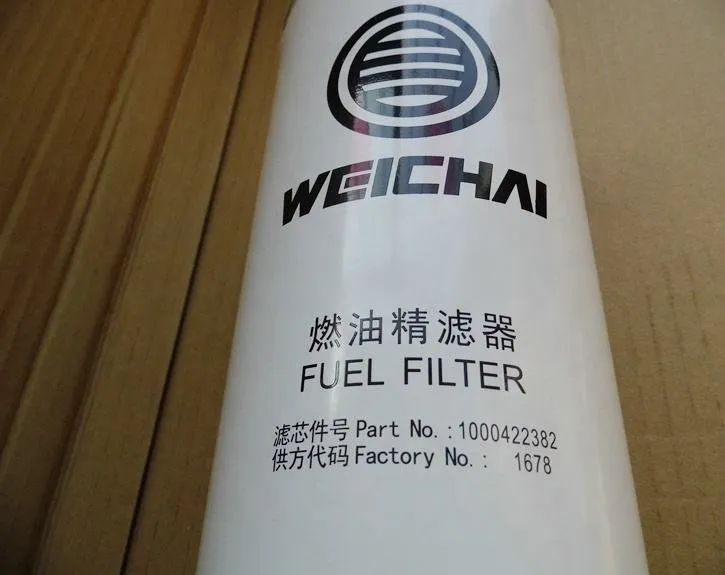 WEICHAI
燃油精滤器
FUEL FILTER
滤芯件号 Part No.:1000422382
供方代码 Factory No.: 1678